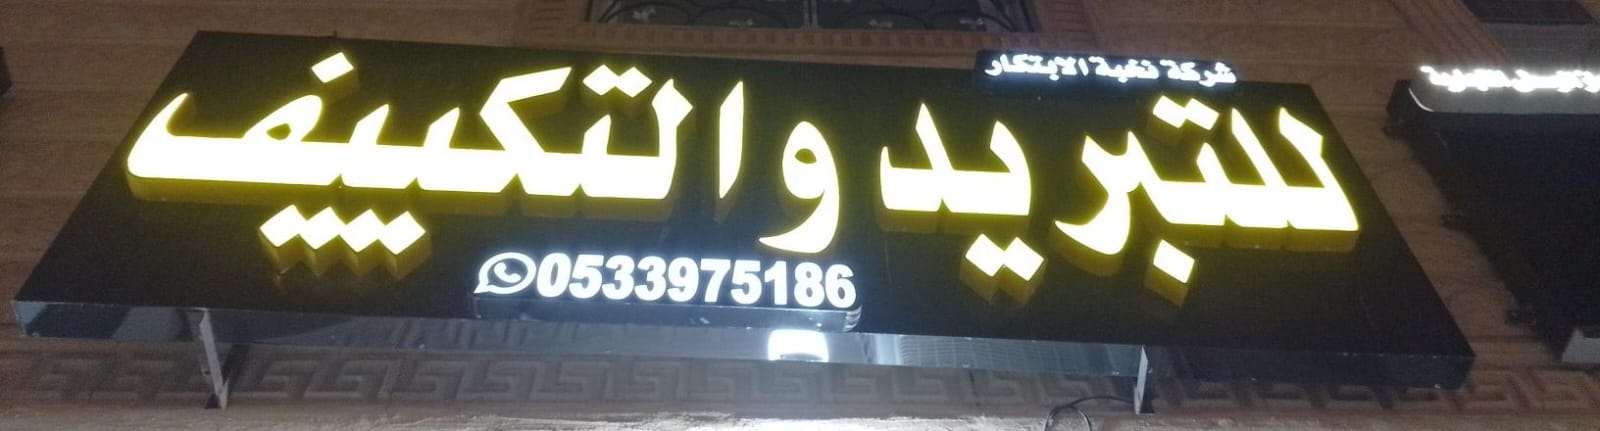 شركة نخبة الابتكار
للتبريد والتكييف
0533975186